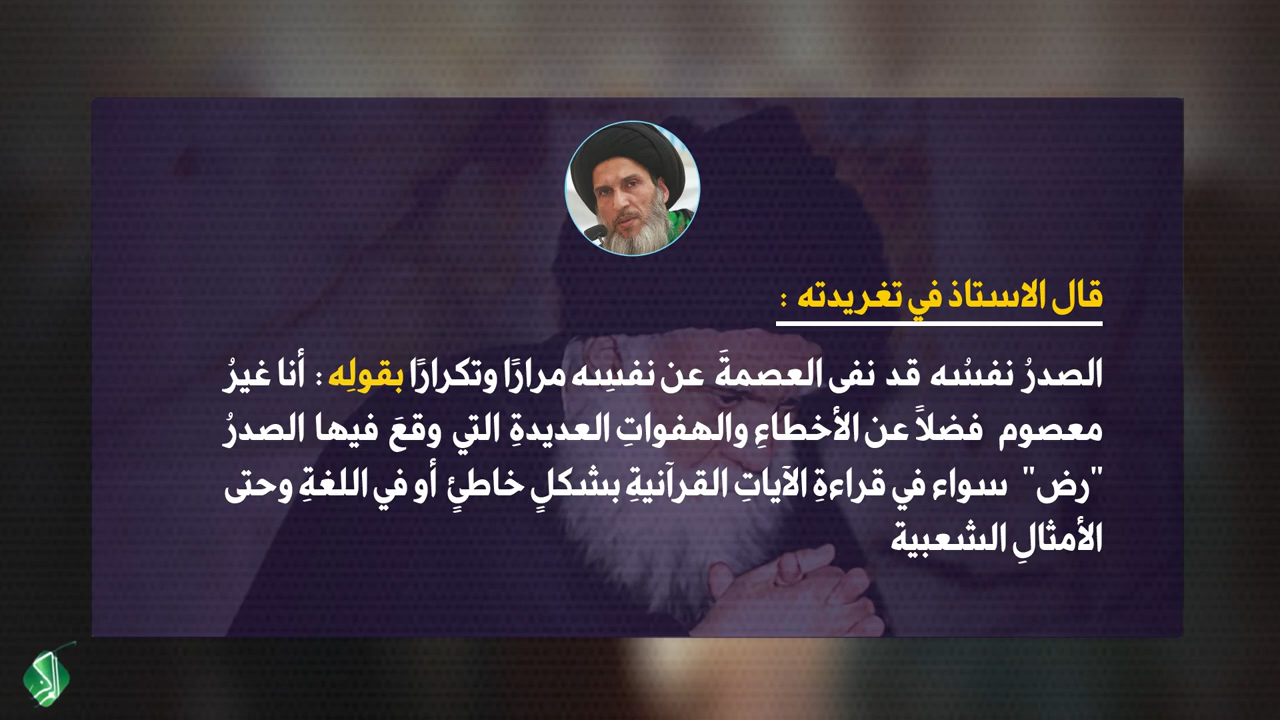 قال الاستاذ في تغريدته :
الصدرُ نفسُه قد نفى العصمةَ عن نفسِه مرارًا وتكرارًا بقولِه : أنا غيرُ
معصوم فضلاً عن الأخطاءِ والهفواتِ العديدةِ التي وقعَ فيها الصدرُ
"رض" سواء في قراءةِ الآياتِ القرآنيةِ بشكلٍ خاطئٍ أو في اللغةِ وحتى
الأمثالِ الشعبية